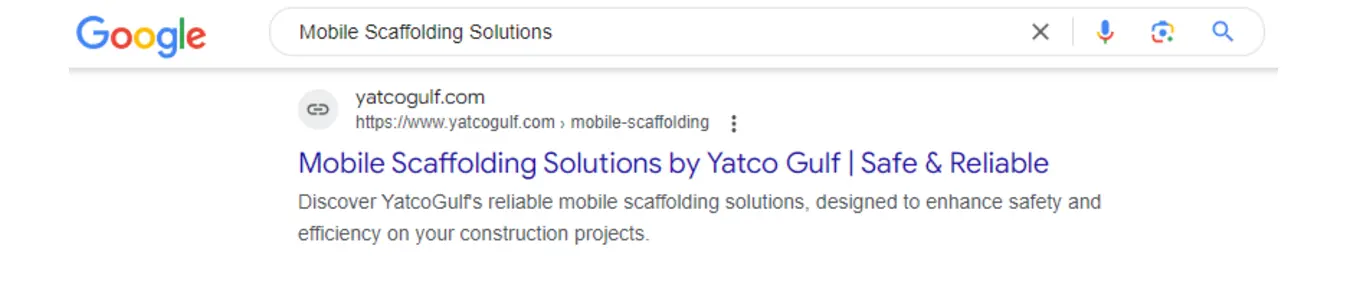 Google
Mobile Scaffolding Solutions
yatcogulf.com
https://www.yatcogulf.com › mobile-scaffolding
Mobile Scaffolding Solutions by Yatco Gulf | Safe & Reliable
Discover YatcoGulf's reliable mobile scaffolding solutions, designed to enhance safety and
efficiency on your construction projects.